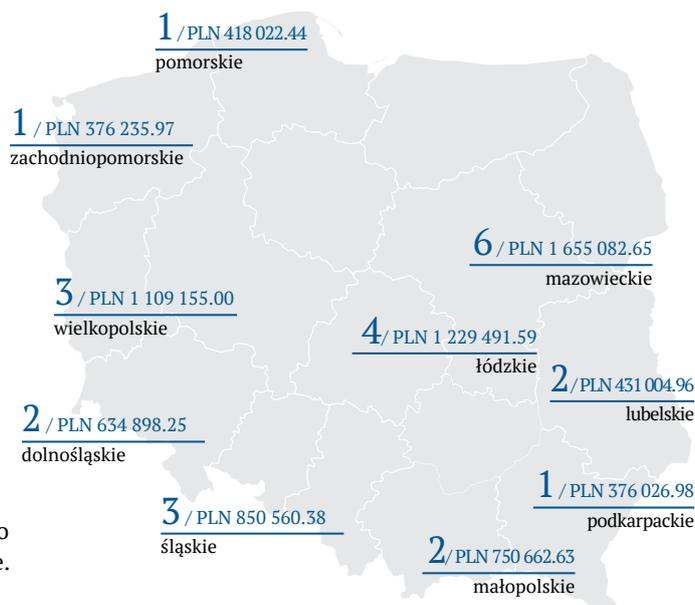 1 / PLN 418 022.44
pomorskie
1 / PLN 376 235.97
zachodniopomorskie
6 / PLN 1 655 082.65
mazowieckie
3 / PLN 1 109 155.00
wielkopolskie
4/ PLN 1 229 491.59
łódzkie
2/PLN 431 004.96
lubelskie
2 / PLN 634 898.25
dolnośląskie
1 / PLN 376 026.98
podkarpackie
3 / PLN 850 560.38
śląskie
o
e.
2/ PLN 750 662.63
małopolskie